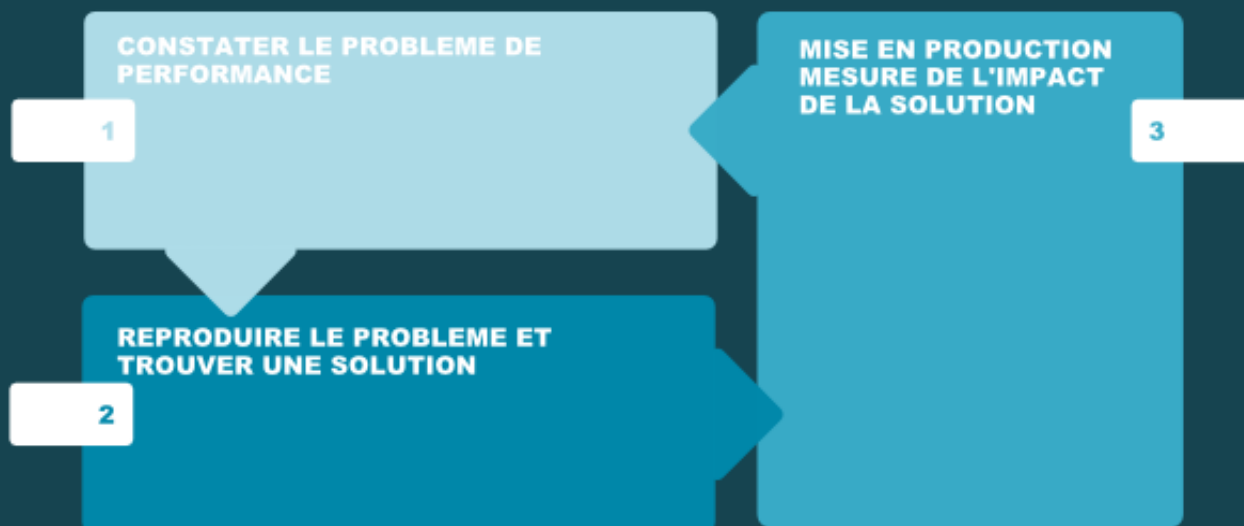 CONSTATER LE PROBLEME DE
PERFORMANCE
1
REPRODUIRE LE PROBLEME ET
TROUVER UNE SOLUTION
2
MISE EN PRODUCTION
MESURE DE L'IMPACT
DE LA SOLUTION
3